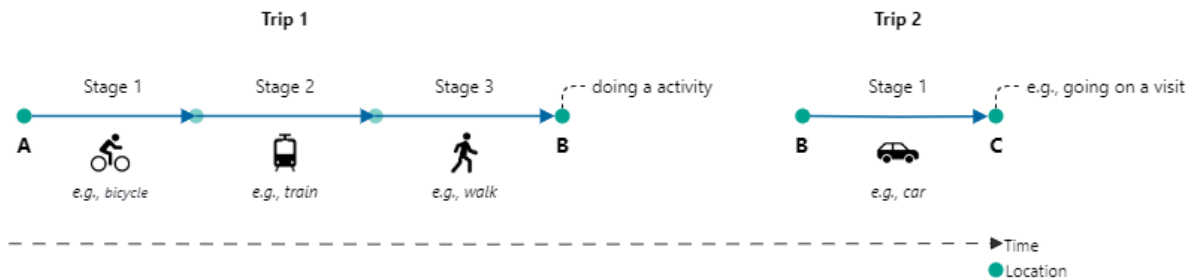 Trip 1
Trip 2
Stage 1
Stage 2
Stage 3
doing a activity
Stage 1
e.g., going on a visit
A
B
B
C
e.g., bicycle
e.g., train
e.g., walk
e.g., car
Time
Location